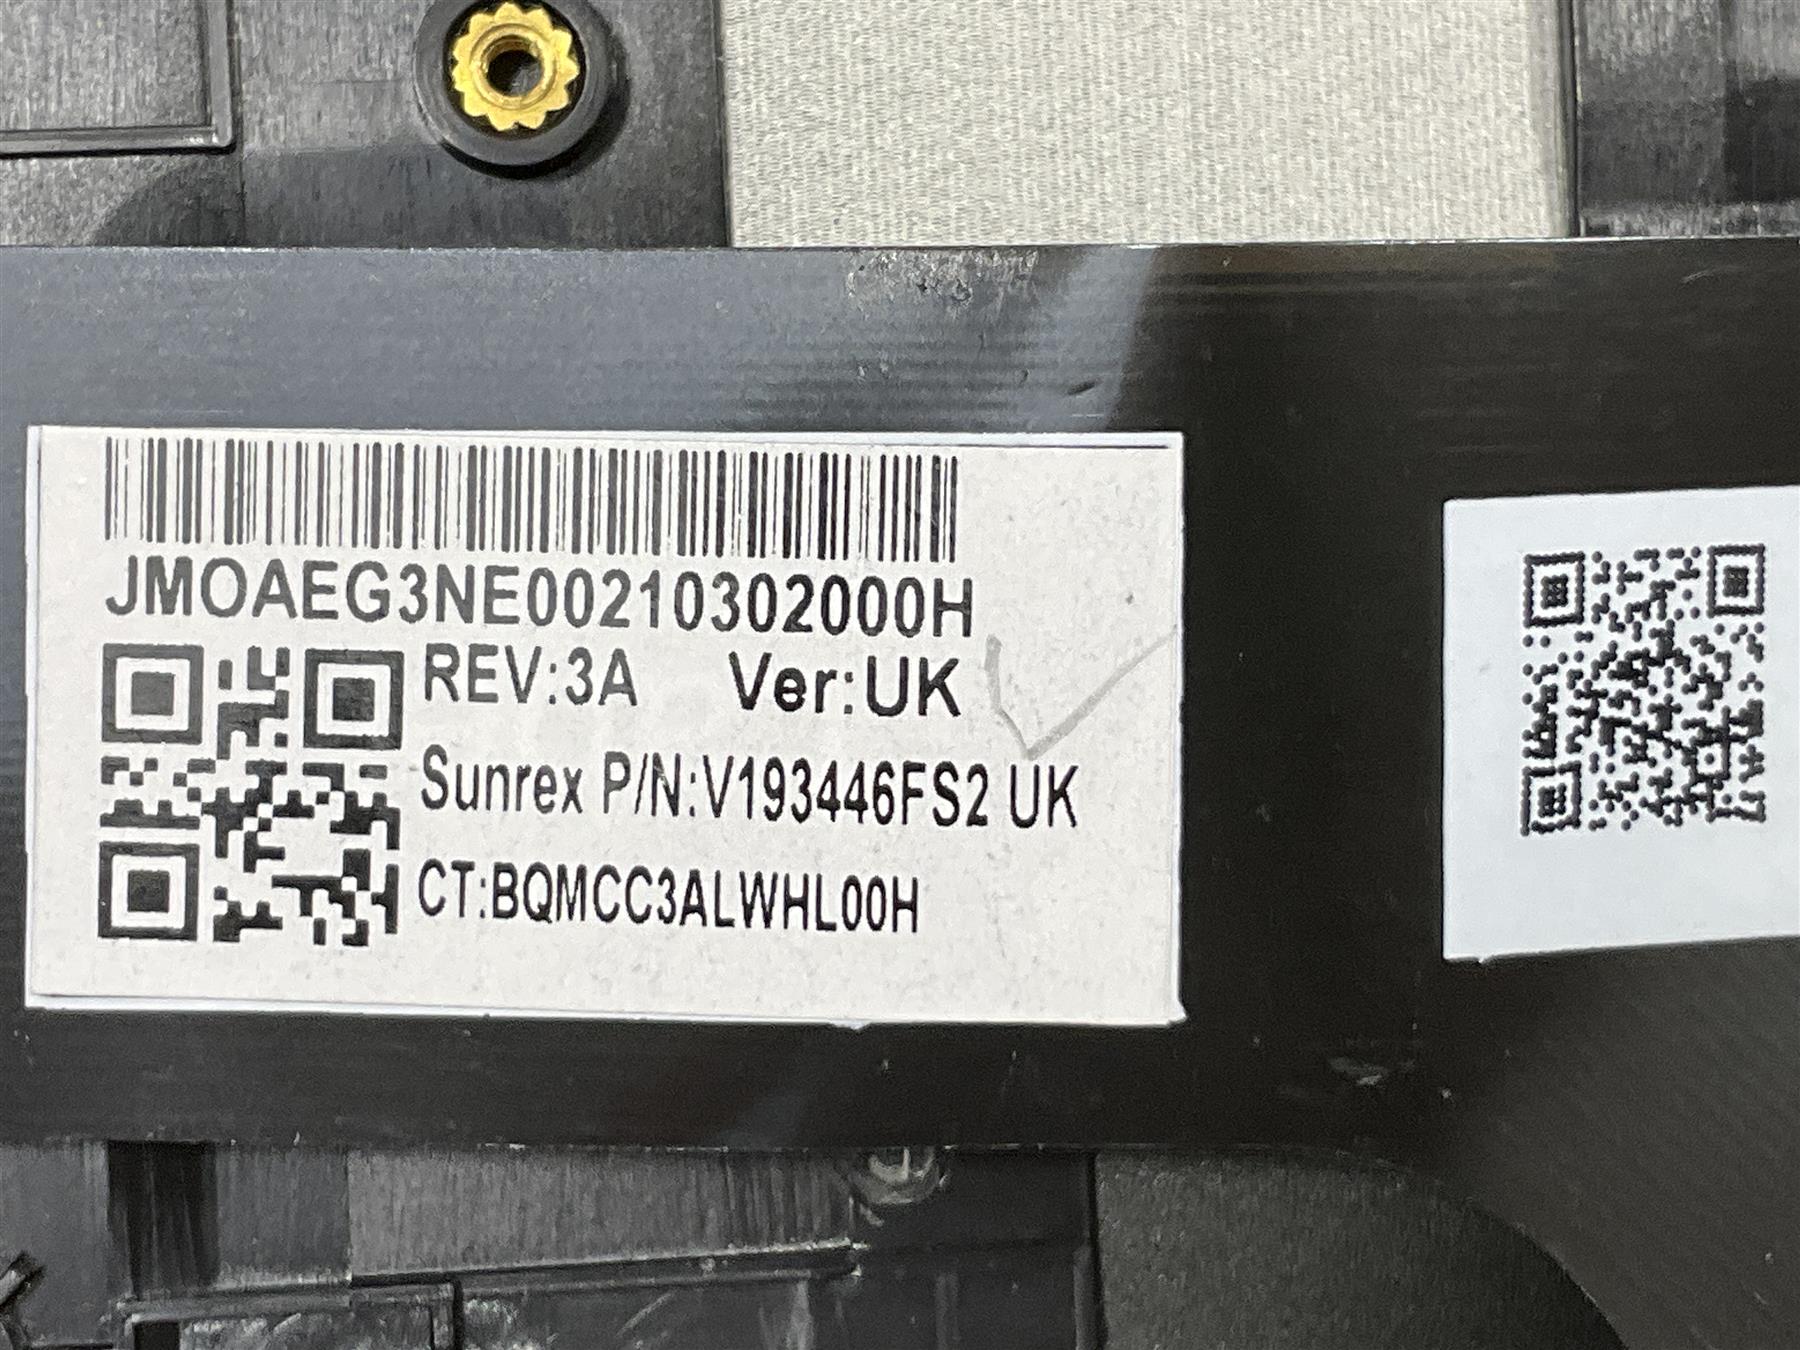 JMOAEG3NE00210302000H
REV:3A Ver:UK
Sunrex P/N:V193446FS2 UK
CT:BQMCC3ALWHL00H